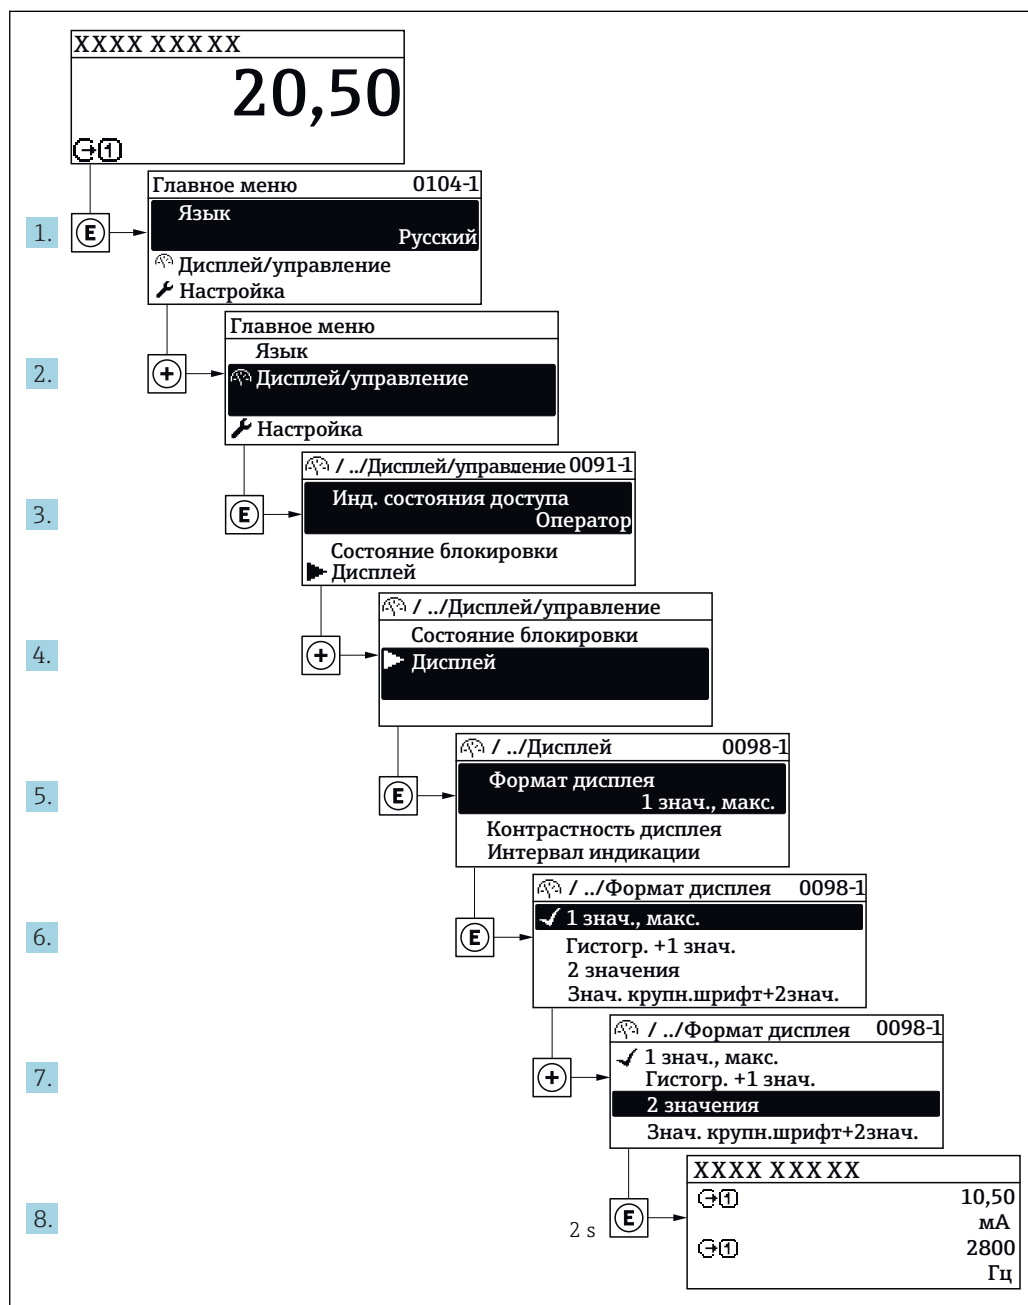 XXXX XXX XX
20,50
1
Главное меню 0104-1
Язык
Русский
Дисплей/управление
Настройка
1.
E
Главное меню
Язык
Дисплей/управление
Настройка
2.
+
/ ../Дисплей/управление 0091-1
Инд. состояния доступа
Оператор
Состояние блокировки
Дисплей
3.
E
/ ../Дисплей/управление
Состояние блокировки
Дисплей
4.
+
/ ../Дисплей 0098-1
Формат дисплея
1 знач., макс.
Контрастность дисплея
Интервал индикации
5.
E
/ ../Формат дисплея 0098-1
1 знач., макс.
Гистогр. +1 знач.
2 значения
Знач. крупн.шрифт+2знач.
6.
E
/ ../Формат дисплея 0098-1
1 знач., макс.
Гистогр. +1 знач.
2 значения
Знач. крупн.шрифт+2знач.
7.
+
XXXX XXX XX
1 10,50
мА
1 2800
Гц
8.
2 s
E